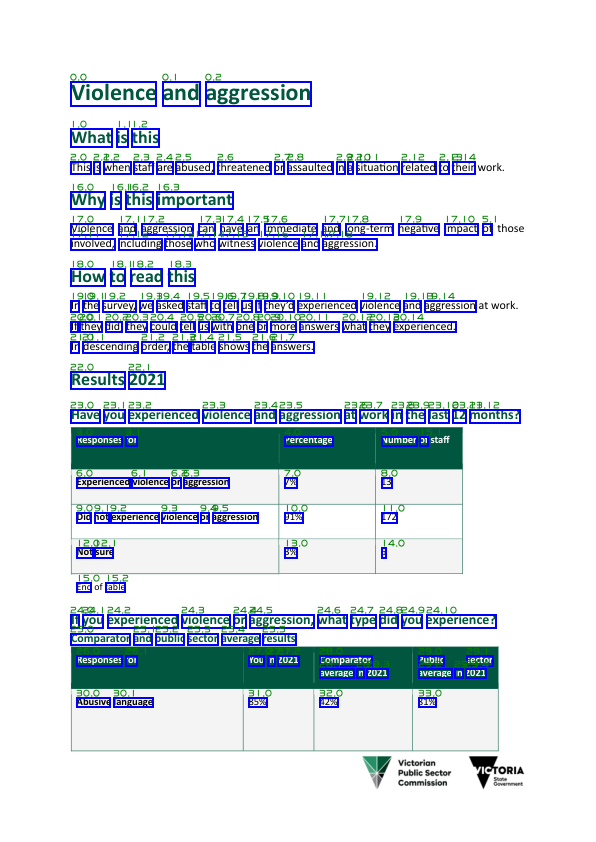 Violence and aggression
What is this
This is when staff are abused, threatened or assaulted in a situation related to their work.
Why is this important
Violence and aggression can have an immediate and long-term negative impact of those
involved, including those who witness violence and aggression.
How to read this
In the survey, we asked staff to tell us if they'd experienced violence and aggression at work.
If they did, they could tell us with one or more answers what they experienced.
In descending order, the table shows the answers.
Results 2021
Have you experienced violence and aggression at work in the last 12 months?
Responses for Percentage Number of staff
Experienced violence or aggression 7% 13
Did not experience violence or aggression 91% 172
Not sure 3%
End of table
If you experienced violence or aggression, what type did you experience?
Comparator and public sector average results
Responses for You in 2021 Comparator average in 2021 Public sector average in 2021
Abusive language 85% 42% 81%
Victorian
Public Sector
Commission
VICTORIA
State
Government